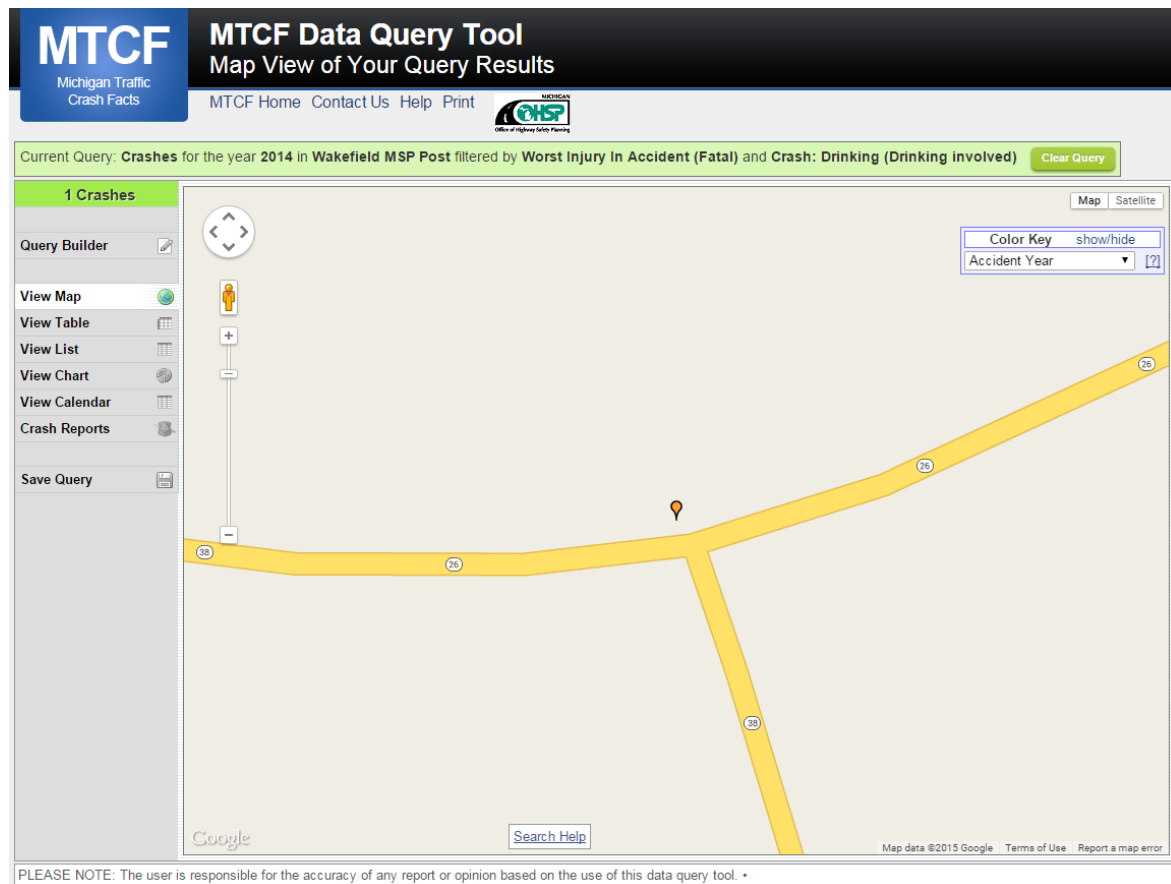 MTCF
Michigan Traffic
Crash Facts
MTCF Data Query Tool
Map View of Your Query Results
MTCF Home Contact Us Help Print
MICHIGAN
OHSP
Office of Highway Safety Planning
Current Query: Crashes for the year 2014 in Wakefield MSP Post filtered by Worst Injury In Accident (Fatal) and Crash: Drinking (Drinking involved)
Clear Query
1 Crashes
Query Builder
View Map
View Table
View List
View Chart
View Calendar
Crash Reports
Save Query
Map Satellite
Color Key show/hide
Accident Year [?]
26
26
38
26
38
Google
Search Help
Map data ©2015 Google Terms of Use Report a map error
PLEASE NOTE: The user is responsible for the accuracy of any report or opinion based on the use of this data query tool. •